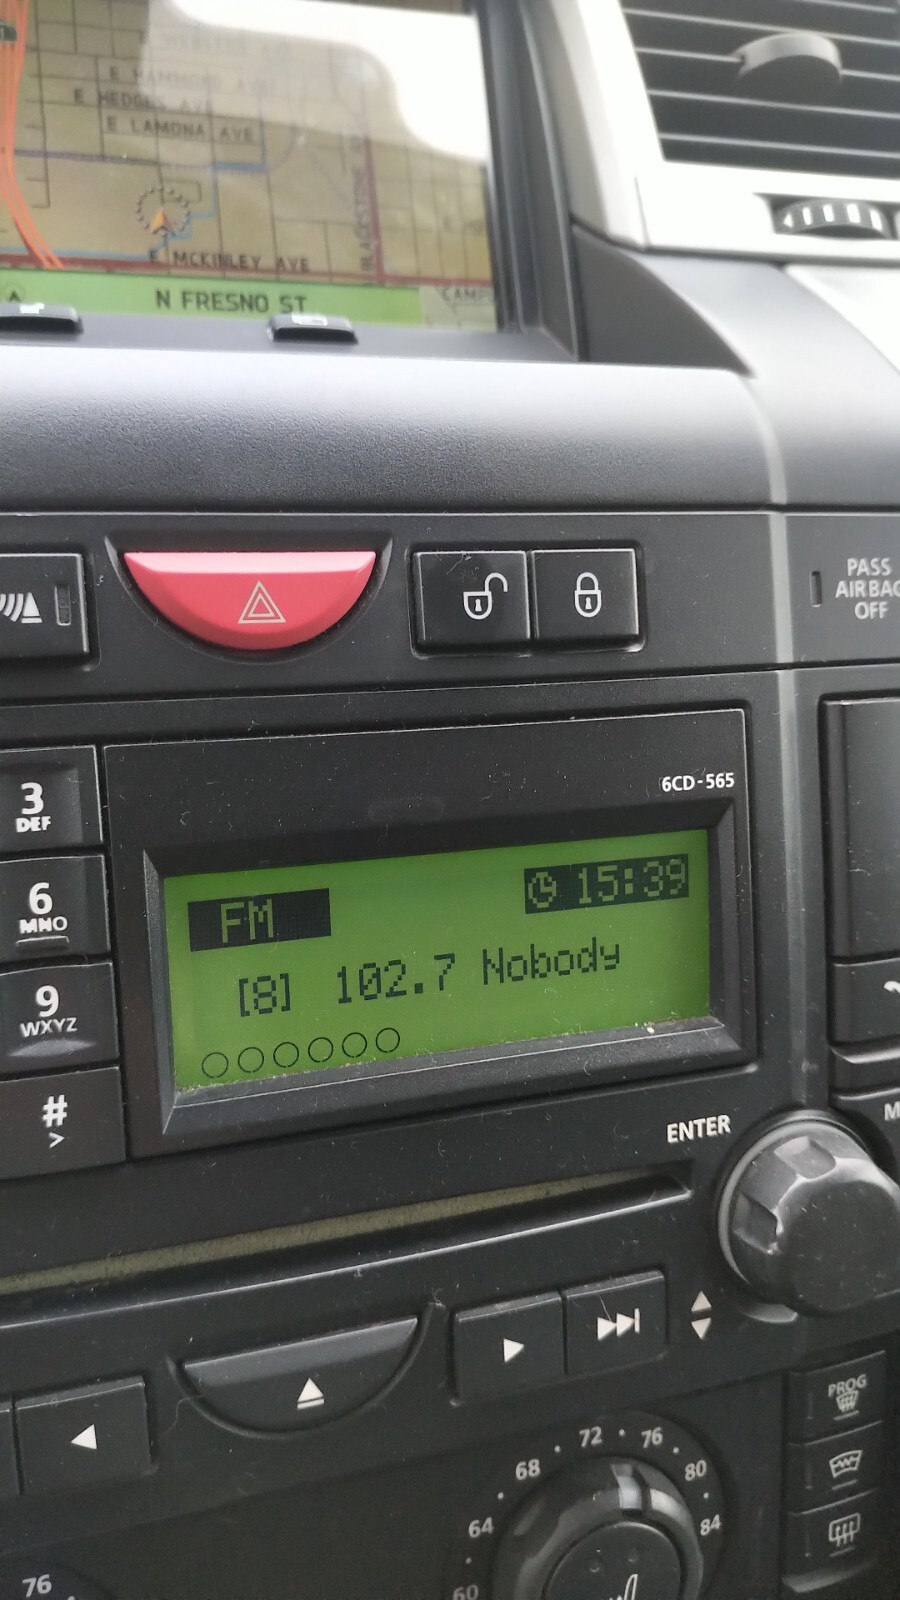 E HAMMOND AVE
E HEDGES AVE
E LAMONA AVE
BLACKSTONE
E MCKINLEY AVE
N FRESNO ST
PASS
AIRBAG
OFF
6CD-565
3
DEF
6
MNO
9
WXYZ
#
>
FM
15:39
[8] 102.7 Nobody
ENTER
M
PROG
60
64
68
72
76
80
84
76